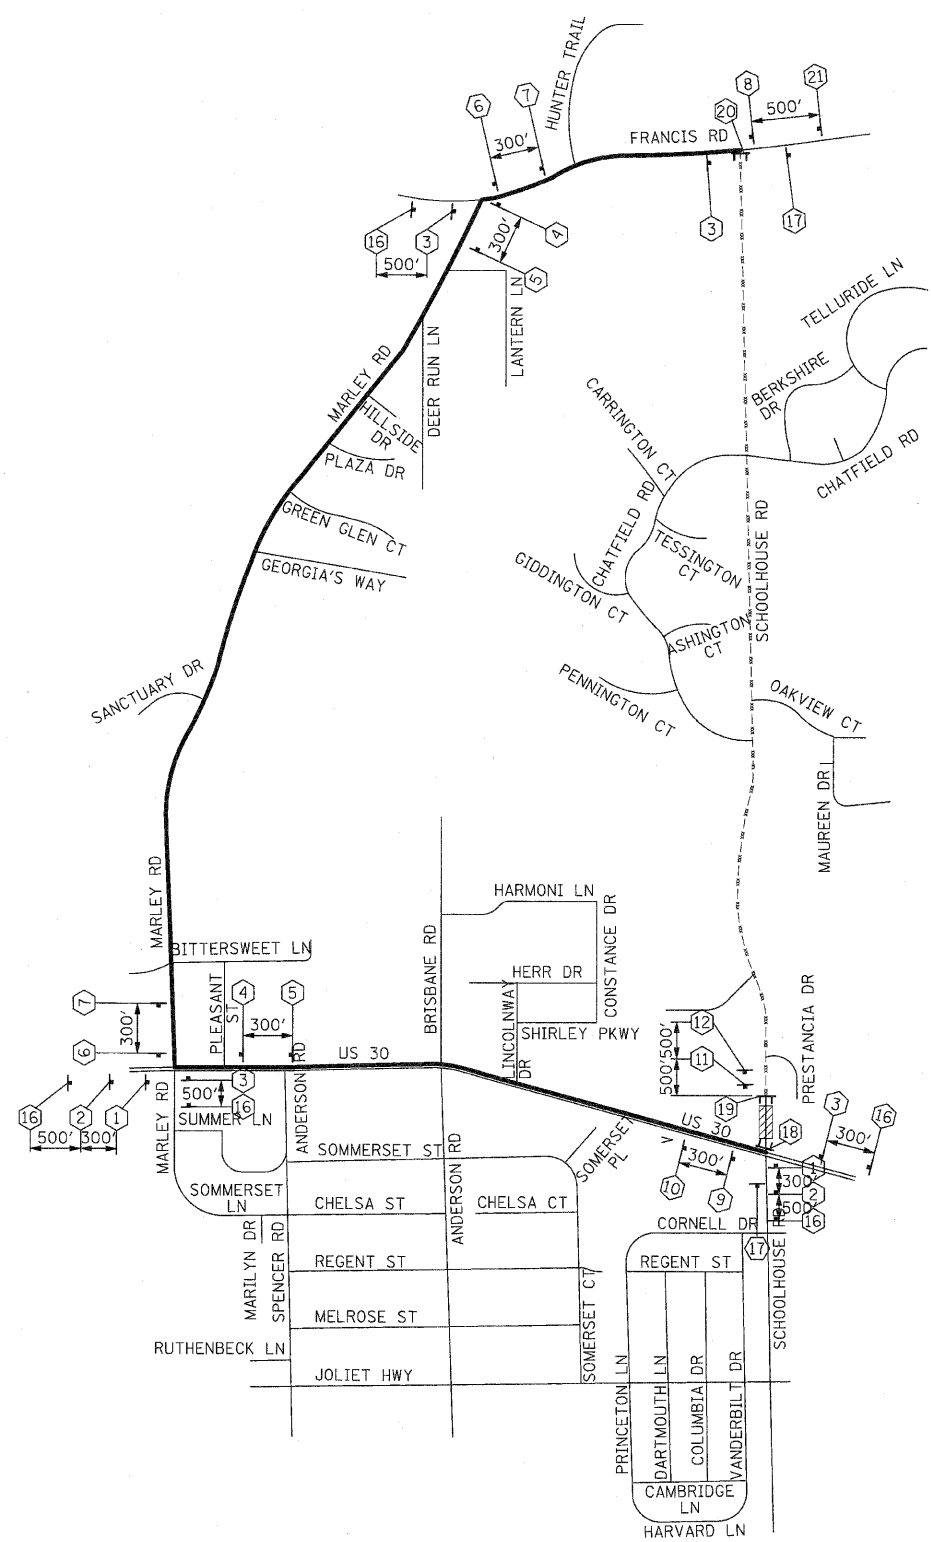 HUNTER TRAIL
6
7
300'
8
21
500'
20
FRANCIS RD
16
3
500'
4
300'
5
3
17
LANTERN LN
DEER RUN LN
MARLEY RD
HILLSIDE
DR
PLAZA DR
GREEN GLEN CT
GEORGIA'S WAY
SANCTUARY DR
TELLURIDE LN
BERKSHIRE
DR
CHATFIELD RD
CARRINGTON CT
CHATFIELD RD
TESSINGTON
CT
GIDDINGTON CT
ASHINGTON
CT
PENNINGTON CT
SCHOOLHOUSE RD
OAKVIEW CT
MAUREEN DR
MARLEY RD
BITTERSWEET LN
PLEASANT
ST
BRISBANE RD
HARMONI LN
CONSTANCE DR
HERR DR
LINCOLNWAY
DR
SHIRLEY PKWY
PRESTANCIA DR
7
300'
6
4
5
300'
US 30
ANDERSON RD
12
500'
11
500'
19
18
16
2
1
500'
300'
3
500'
16
SUMMER LN
MARLEY RD
SOMMERSET
LN
SOMMERSET ST
ANDERSON RD
SOMERSET
PL
US 30
V
10
300'
9
3
16
300'
1
300'
2
500'
16
17
CHELSA ST
CHELSA CT
CORNELL DR
MARILYN DR
SPENCER RD
REGENT ST
REGENT ST
SOMERSET CT
SCHOOLHOUSE RD
MELROSE ST
RUTHENBECK LN
JOLIET HWY
PRINCETON LN
DARTMOUTH LN
COLUMBIA DR
VANDERBILT DR
CAMBRIDGE
LN
HARVARD LN